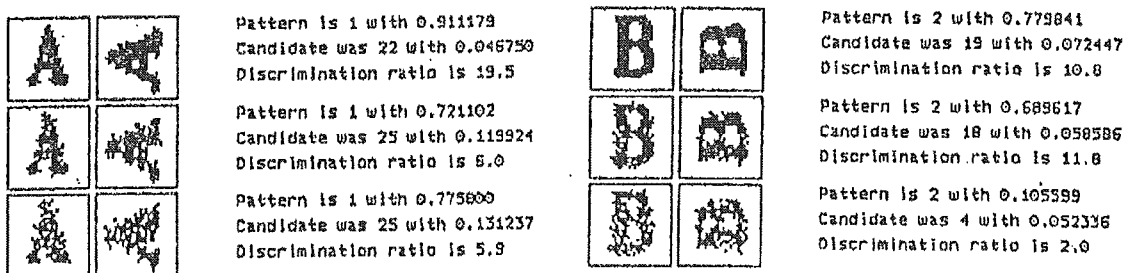 A
Pattern is 1 with 0.911179
Candidate was 22 with 0.046750
Discrimination ratio is 19.5
A
Pattern is 1 with 0.721102
Candidate was 25 with 0.119924
Discrimination ratio is 6.0
A
Pattern is 1 with 0.775800
Candidate was 25 with 0.131237
Discrimination ratio is 5.9
B
Pattern is 2 with 0.779841
Candidate was 19 with 0.072447
Discrimination ratio is 10.8
B
Pattern is 2 with 0.689617
Candidate was 18 with 0.058586
Discrimination ratio is 11.8
B
Pattern is 2 with 0.105599
Candidate was 4 with 0.052336
Discrimination ratio is 2.0